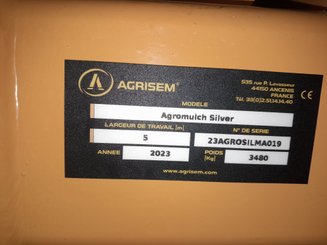 AGRISEM
535 rue P. Levasseur
44150 ANCENIS
FRANCE
Tél. 33(0)2.51.14.14.40
CE
MODELE
Agromulch Silver
LARGEUR DE TRAVAIL [m]
N° DE SERIE
5
23AGROSILMA019
ANNEE
2023
POIDS [Kg]
3480
www.agrisem.com